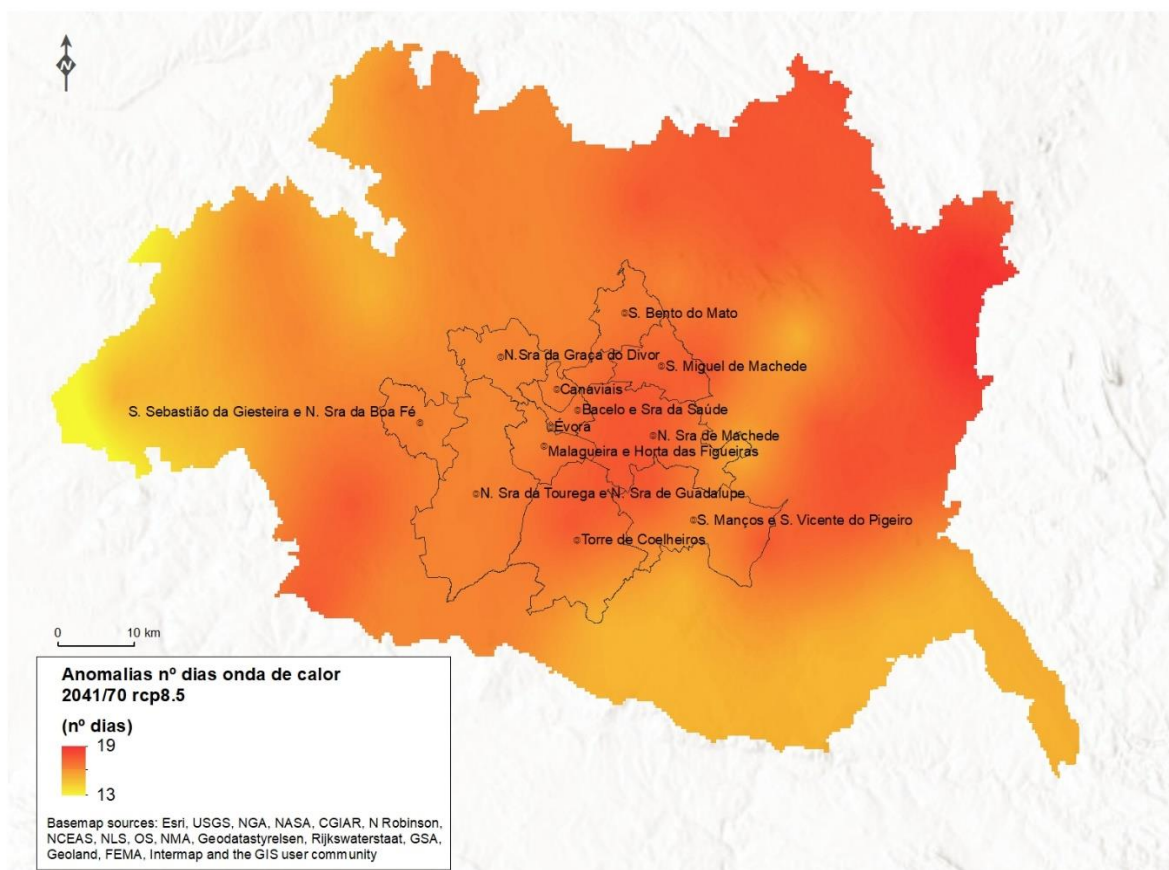 N
S. Bento do Mato
N.Sra da Graça do Divor
S. Miguel de Machede
Canaviais
S. Sebastião da Giesteira e N. Sra da Boa Fé
Bacelo e Sra da Saúde
Évora
N. Sra de Machede
Malagueira e Horta das Figueiras
N. Sra da Tourega e N. Sra de Guadalupe
S. Manços e S. Vicente do Pigeiro
Torre de Coelheiros
0 10 km
Anomalias nº dias onda de calor
2041/70 rcp8.5
(nº dias)
19
13
Basemap sources: Esri, USGS, NGA, NASA, CGIAR, N Robinson,
NCEAS, NLS, OS, NMA, Geodatastyrelsen, Rijkswaterstaat, GSA,
Geoland, FEMA, Intermap and the GIS user community